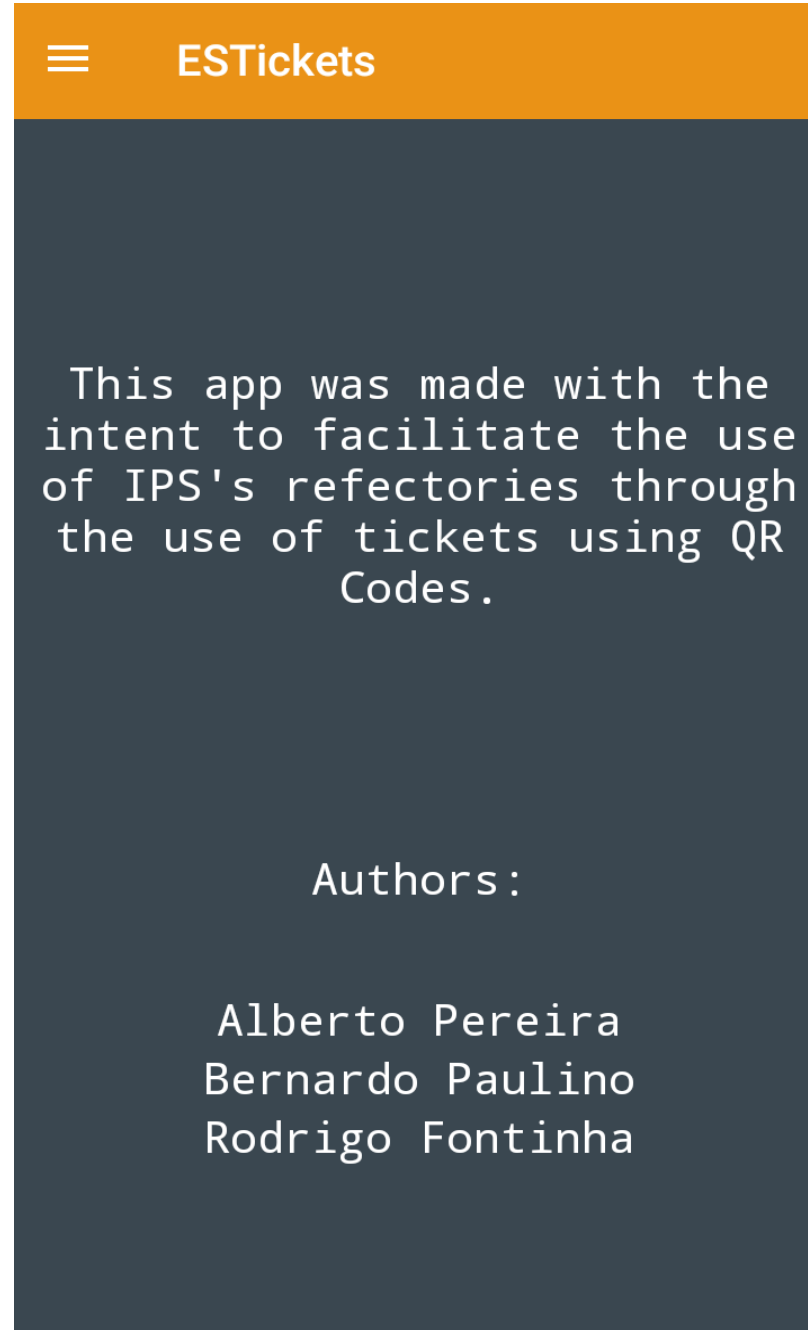 ESTickets
This app was made with the
intent to facilitate the use
of IPS's refectories through
the use of tickets using QR
Codes.
Authors:
Alberto Pereira
Bernardo Paulino
Rodrigo Fontinha